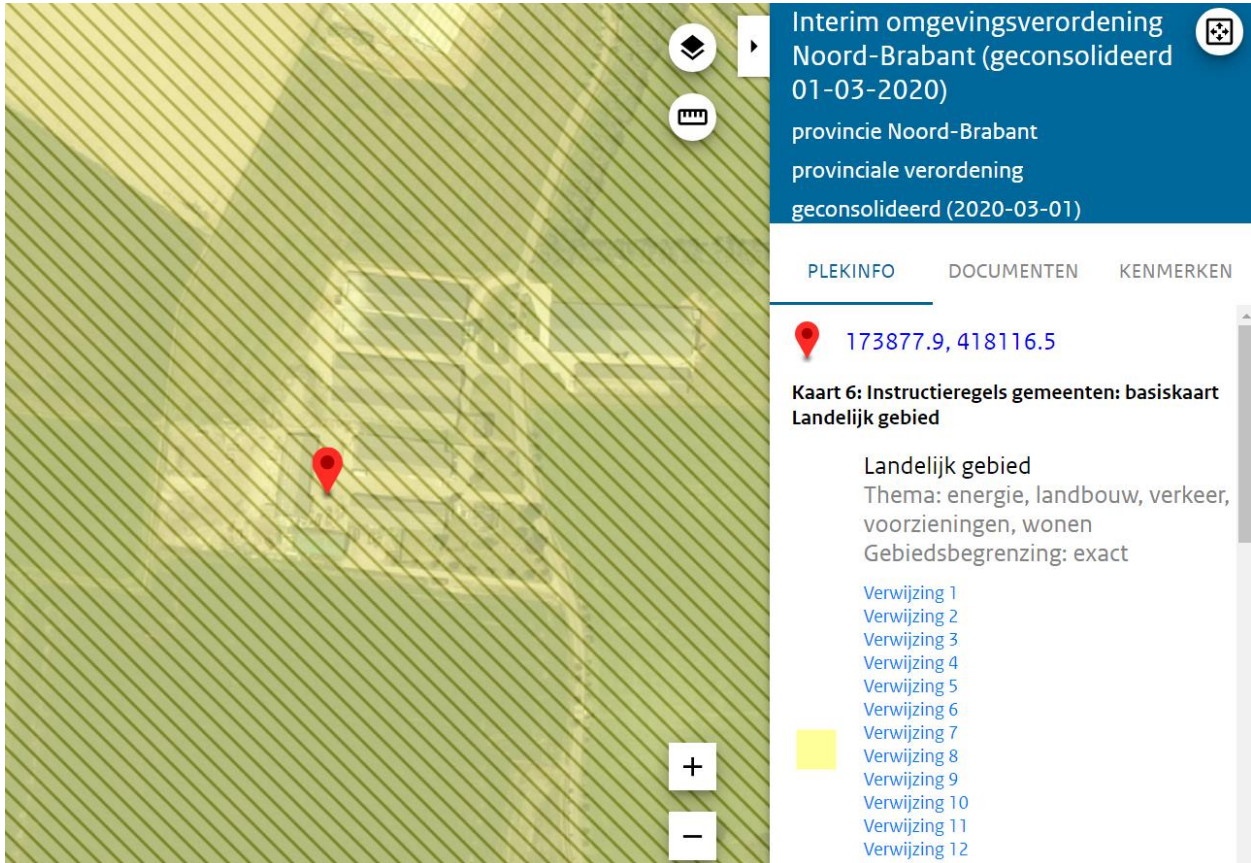 Interim omgevingsverordening
Noord-Brabant (geconsolideerd
01-03-2020)
provincie Noord-Brabant
provinciale verordening
geconsolideerd (2020-03-01)
PLEKINFO DOCUMENTEN KENMERKEN
173877.9, 418116.5
Kaart 6: Instructieregels gemeenten: basiskaart
Landelijk gebied
Landelijk gebied
Thema: energie, landbouw, verkeer,
voorzieningen, wonen
Gebiedsbegrenzing: exact
Verwijzing 1
Verwijzing 2
Verwijzing 3
Verwijzing 4
Verwijzing 5
Verwijzing 6
Verwijzing 7
Verwijzing 8
Verwijzing 9
Verwijzing 10
Verwijzing 11
Verwijzing 12